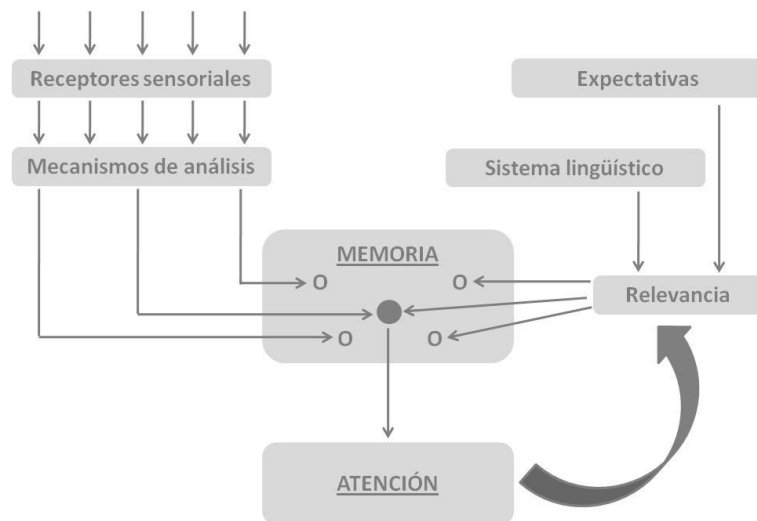 Receptores sensoriales
Expectativas
Mecanismos de análisis
Sistema lingüístico
MEMORIA
O
O
Relevancia
O
O
ATENCIÓN